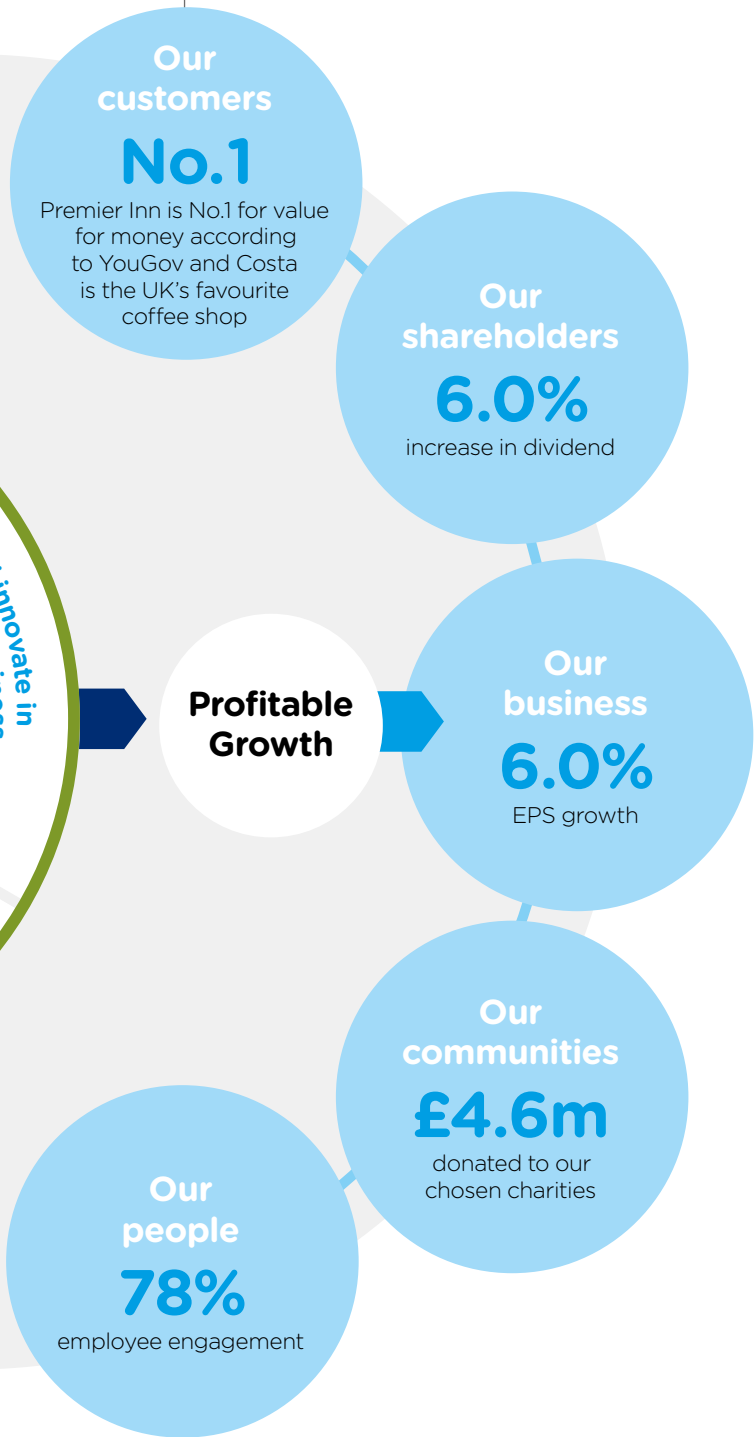 Our
customers
No.1
Premier Inn is No.1 for value
for money according
to YouGov and Costa
is the UK's favourite
coffee shop
Our
shareholders
6.0%
increase in dividend
innovate in
Profitable
Growth
Our
business
6.0%
EPS growth
Our
communities
£4.6m
donated to our
chosen charities
Our
people
78%
employee engagement